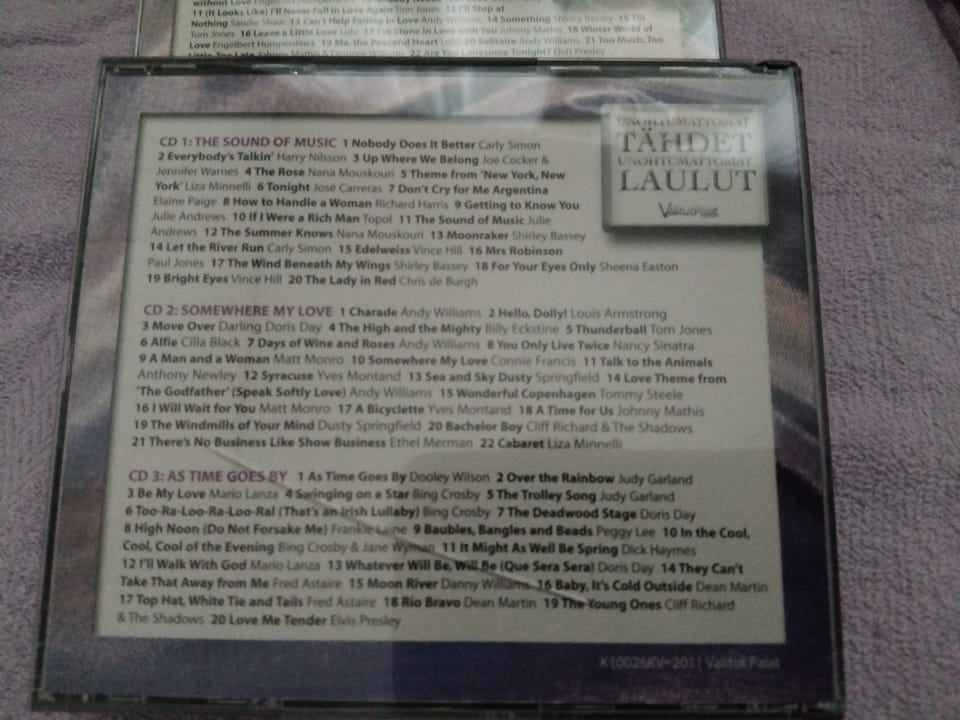 without Love Engelbert Humperdinck
11 (It Looks Like) I'll Never Fall in Love Again Tom Jones 12 I'll Stop at
Nothing Sandie Shaw 13 Can't Help Falling in Love Andy Williams 14 Something Shirley Bassey 15 Till
Tom Jones 16 Leave a Little Love Lulu 17 I'm Stone in Love with You Johnny Mathis 18 Winter World of
Love Engelbert Humperdinck 19 Me, the Peaceful Heart Lulu 20 Solitaire Andy Williams 21 Too Much, Too
Little, Too Late Johnny Mathis & Deniece Williams 22 Are You Lonesome Tonight? Elvis Presley
UNOHTUMATTOMAT
TÄHDET
UNOHTUMATTOMAT
LAULUT
Valitut Palat
CD 1: THE SOUND OF MUSIC 1 Nobody Does It Better Carly Simon
2 Everybody's Talkin' Harry Nilsson 3 Up Where We Belong Joe Cocker &
Jennifer Warnes 4 The Rose Nana Mouskouri 5 Theme from 'New York, New
York' Liza Minnelli 6 Tonight José Carreras 7 Don't Cry for Me Argentina
Elaine Paige 8 How to Handle a Woman Richard Harris 9 Getting to Know You
Julie Andrews 10 If I Were a Rich Man Topol 11 The Sound of Music Julie
Andrews 12 The Summer Knows Nana Mouskouri 13 Moonraker Shirley Bassey
14 Let the River Run Carly Simon 15 Edelweiss Vince Hill 16 Mrs Robinson
Paul Jones 17 The Wind Beneath My Wings Shirley Bassey 18 For Your Eyes Only Sheena Easton
19 Bright Eyes Vince Hill 20 The Lady in Red Chris de Burgh
CD 2: SOMEWHERE MY LOVE 1 Charade Andy Williams 2 Hello, Dolly! Louis Armstrong
3 Move Over Darling Doris Day 4 The High and the Mighty Billy Eckstine 5 Thunderball Tom Jones
6 Alfie Cilla Black 7 Days of Wine and Roses Andy Williams 8 You Only Live Twice Nancy Sinatra
9 A Man and a Woman Matt Monro 10 Somewhere My Love Connie Francis 11 Talk to the Animals
Anthony Newley 12 Syracuse Yves Montand 13 Sea and Sky Dusty Springfield 14 Love Theme from
'The Godfather' (Speak Softly Love) Andy Williams 15 Wonderful Copenhagen Tommy Steele
16 I Will Wait for You Matt Monro 17 A Bicyclette Yves Montand 18 A Time for Us Johnny Mathis
19 The Windmills of Your Mind Dusty Springfield 20 Bachelor Boy Cliff Richard & The Shadows
21 There's No Business Like Show Business Ethel Merman 22 Cabaret Liza Minnelli
CD 3: AS TIME GOES BY 1 As Time Goes By Dooley Wilson 2 Over the Rainbow Judy Garland
3 Be My Love Mario Lanza 4 Swinging on a Star Bing Crosby 5 The Trolley Song Judy Garland
6 Too-Ra-Loo-Ra-Loo-Ral (That's an Irish Lullaby) Bing Crosby 7 The Deadwood Stage Doris Day
8 High Noon (Do Not Forsake Me) Frankie Laine 9 Baubles, Bangles and Beads Peggy Lee 10 In the Cool,
Cool, Cool of the Evening Bing Crosby & Jane Wyman 11 It Might As Well Be Spring Dick Haymes
12 I'll Walk With God Mario Lanza 13 Whatever Will Be, Will Be (Que Sera Sera) Doris Day 14 They Can't
Take That Away from Me Fred Astaire 15 Moon River Danny Williams 16 Baby, It's Cold Outside Dean Martin
17 Top Hat, White Tie and Tails Fred Astaire 18 Rio Bravo Dean Martin 19 The Young Ones Cliff Richard
& The Shadows 20 Love Me Tender Elvis Presley
K10026KV-2011 Valitut Palat